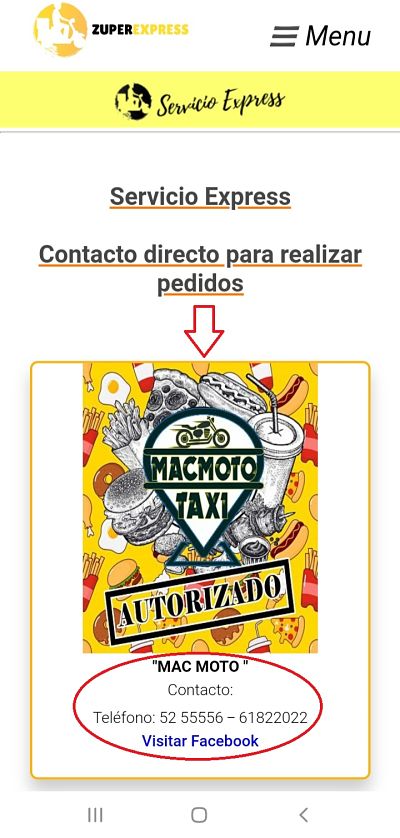 ZUPEREXPRESS
Menu
Servicio Express
Servicio Express
Contacto directo para realizar
pedidos
MACMOTO
TAXI
AUTORIZADO
"MAC MOTO "
Contacto:
Teléfono: 52 55556 – 61822022
Visitar Facebook